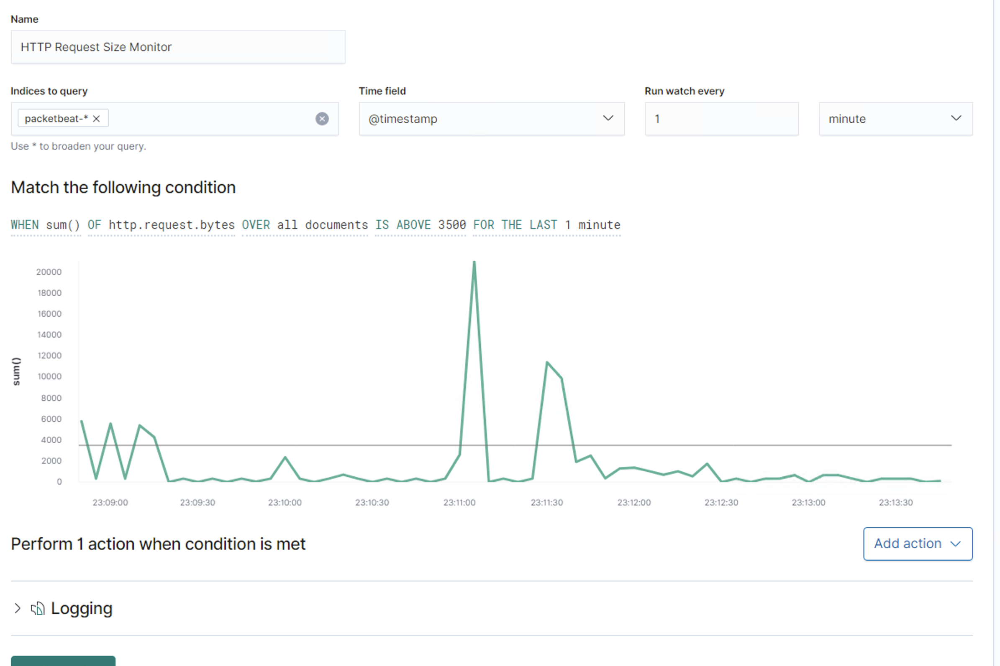 Name
HTTP Request Size Monitor
Indices to query
Time field
Run watch every
packetbeat-*
@timestamp
1
minute
Use * to broaden your query.
Match the following condition
WHEN sum() OF http.request.bytes OVER all documents IS ABOVE 3500 FOR THE LAST 1 minute
20000
18000
16000
14000
12000
10000
8000
6000
4000
2000
0
sum()
23:09:00 23:09:30 23:10:00 23:10:30 23:11:00 23:11:30 23:12:00 23:12:30 23:13:00 23:13:30
Perform 1 action when condition is met
Add action
Logging